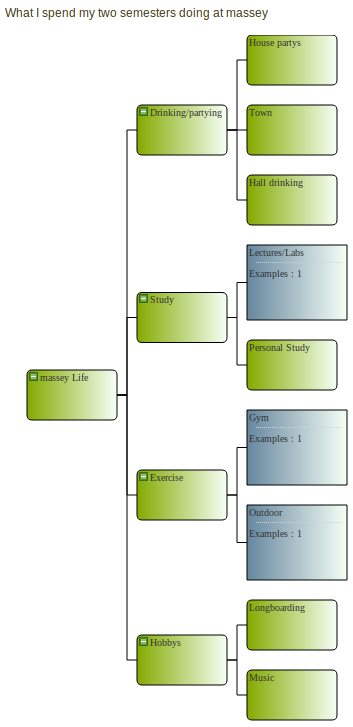 What I spend my two semesters doing at massey
House partys
Drinking/partying
Town
Hall drinking
Lectures/Labs
Examples : 1
Study
Personal Study
massey Life
Gym
Examples : 1
Exercise
Outdoor
Examples : 1
Longboarding
Hobbys
Music